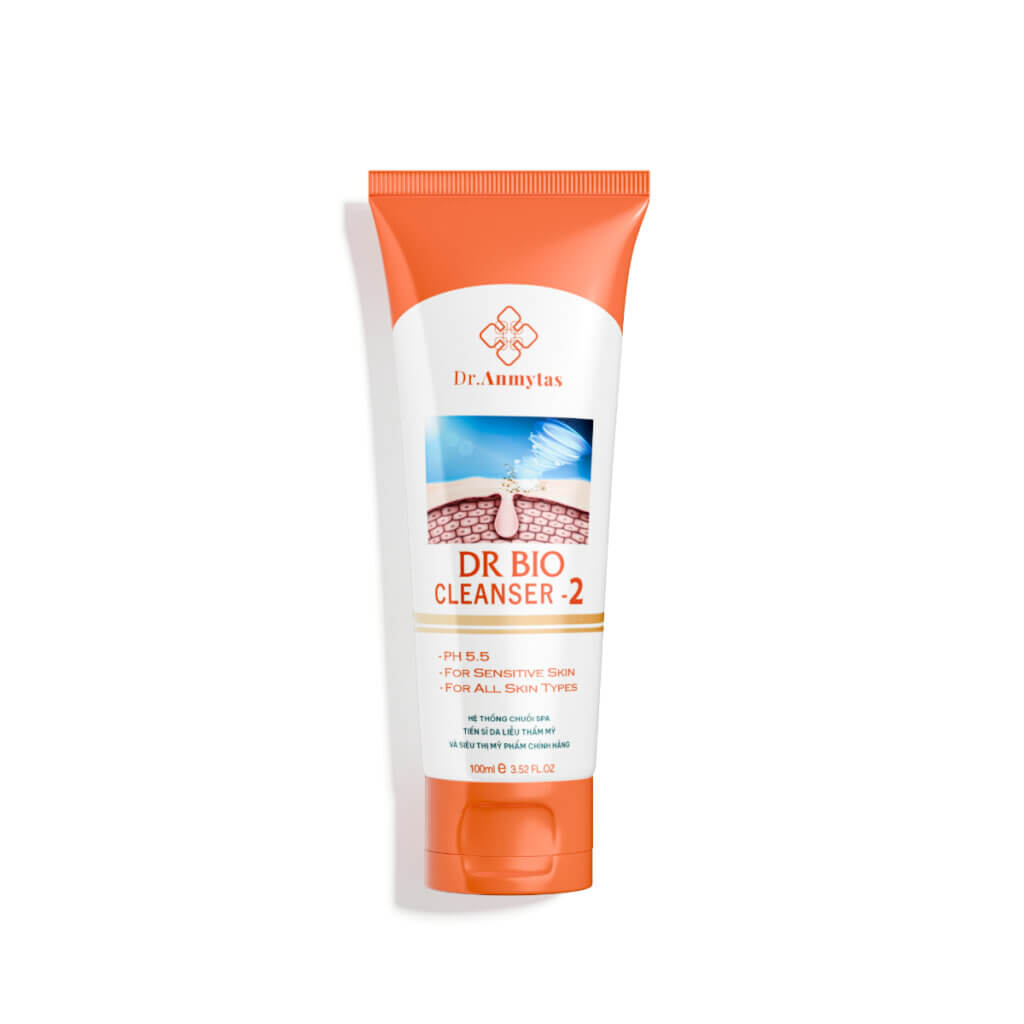 Dr.Anmytas
DR BIO
CLEANSER -2
-PH 5.5
-FOR SENSITIVE SKIN
-FOR ALL SKIN TYPES
HỆ THỐNG CHUỖI SPA
TIẾN SĨ DA LIỄU THẨM MỸ
VÀ SIÊU THỊ MỸ PHẨM CHÍNH HÃNG
100ml e 3.52 FL.OZ